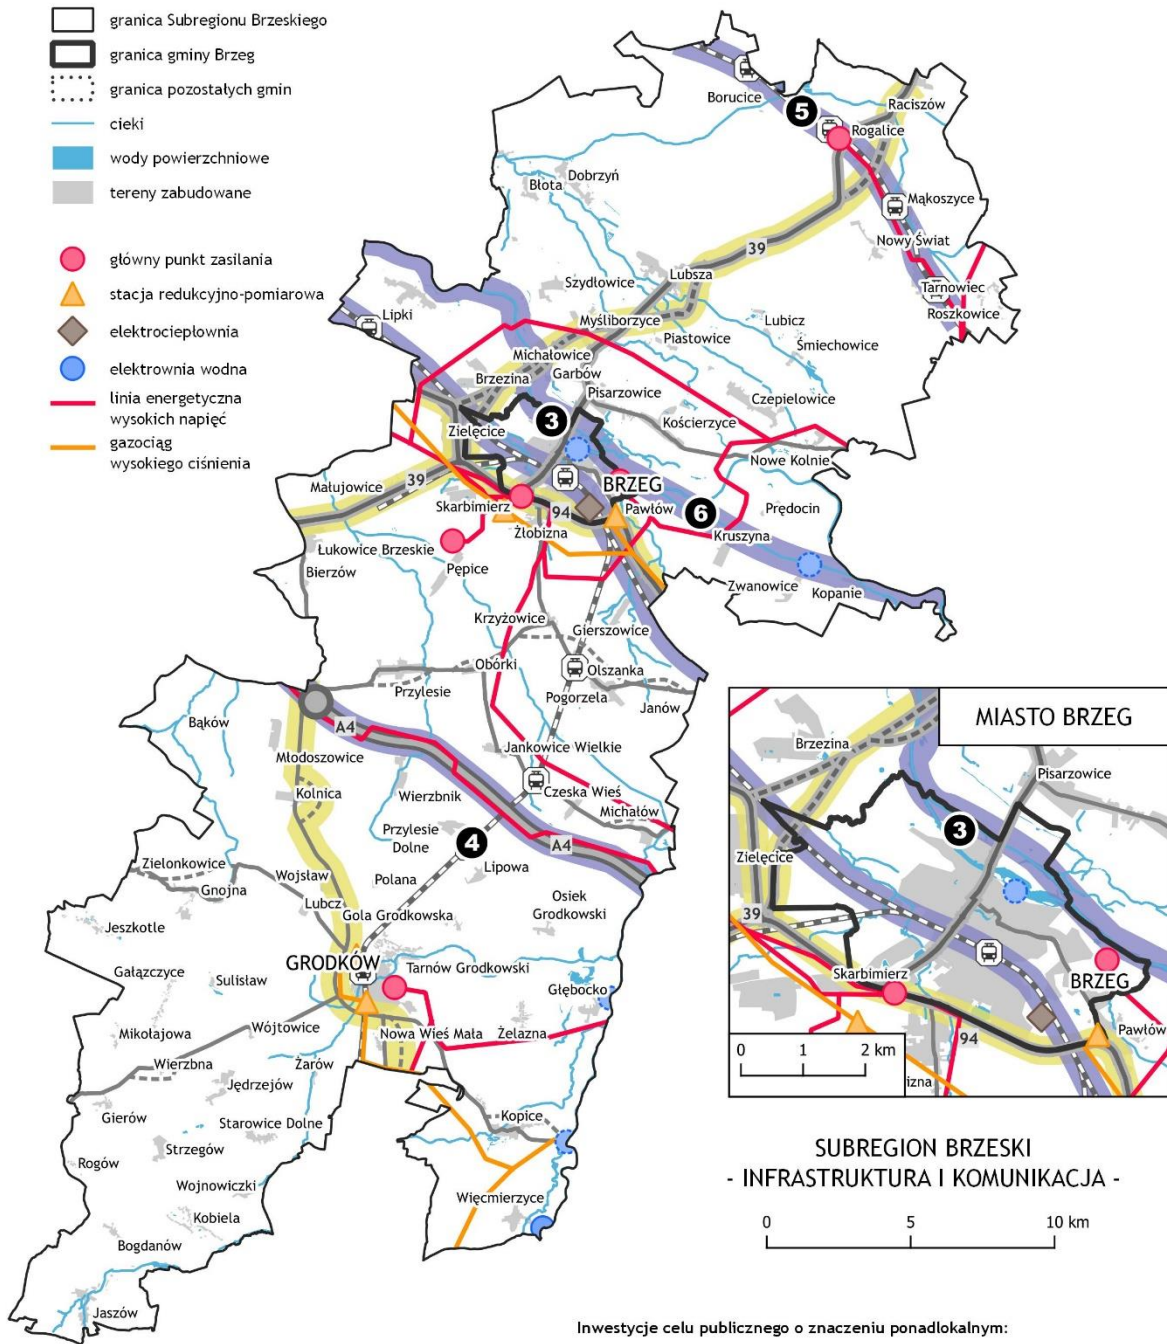 granica Subregionu Brzeskiego
granica gminy Brzeg
granica pozostałych gmin
cieki
wody powierzchniowe
tereny zabudowane
główny punkt zasilania
stacja redukcyjno-pomiarowa
elektrociepłownia
elektrownia wodna
linia energetyczna
wysokich napięć
gazociąg
wysokiego ciśnienia
Borucice
5
Raciszów
Rogalice
Dobrzyń
Błota
Mąkoszyce
Nowy Świat
39
Lubsza
Szydłowice
Tarnowiec
Roszkowice
Lipki
Myśliborzyce
Lubicz
Piastowice
Śmiechowice
Michałowice
Garbów
Brzezina
Pisarzowice
Czepielowice
3
Kościerzyce
Zielęcice
Nowe Kolnie
39
Małujowice
BRZEG
Skarbimierz
94
Pawłów
Prędocin
6
Żłobizna
Kruszyna
Łukowice Brzeskie
Bierzów
Pępice
Zwanowice
Kopanie
Krzyżowice
Gierszowice
Obórki
Olszanka
Przylesie
Pogorzela
Janów
Bąków
A4
Jankowice Wielkie
Młodoszowice
Kolnica
Wierzbnik
Czeska Wieś
Michałów
Przylesie
Dolne
4
A4
Zielonkowice
Wojsław
Lipowa
Gnojna
Polana
Lubcz
Osiek
Grodkowski
Gola Grodkowska
Jeszkotle
GRODKÓW
Tarnów Grodkowski
Gałązczyce
Sulisław
Głębocko
Mikołajowa
Wójtowice
Nowa Wieś Mała
Żelazna
Wierzbna
Żarów
Jędrzejów
Gierów
Kopice
Starowice Dolne
Strzegów
Rogów
Wojnowiczki
Więcmierzyce
Kobiela
Bogdanów
Jaszów
MIASTO BRZEG
Brzezina
Pisarzowice
3
Zielęcice
39
Skarbimierz
BRZEG
Pawłów
94
izna
0 1 2 km
SUBREGION BRZESKI
- INFRASTRUKTURA I KOMUNIKACJA -
0 5 10 km
Inwestycje celu publicznego o znaczeniu ponadlokalnym: